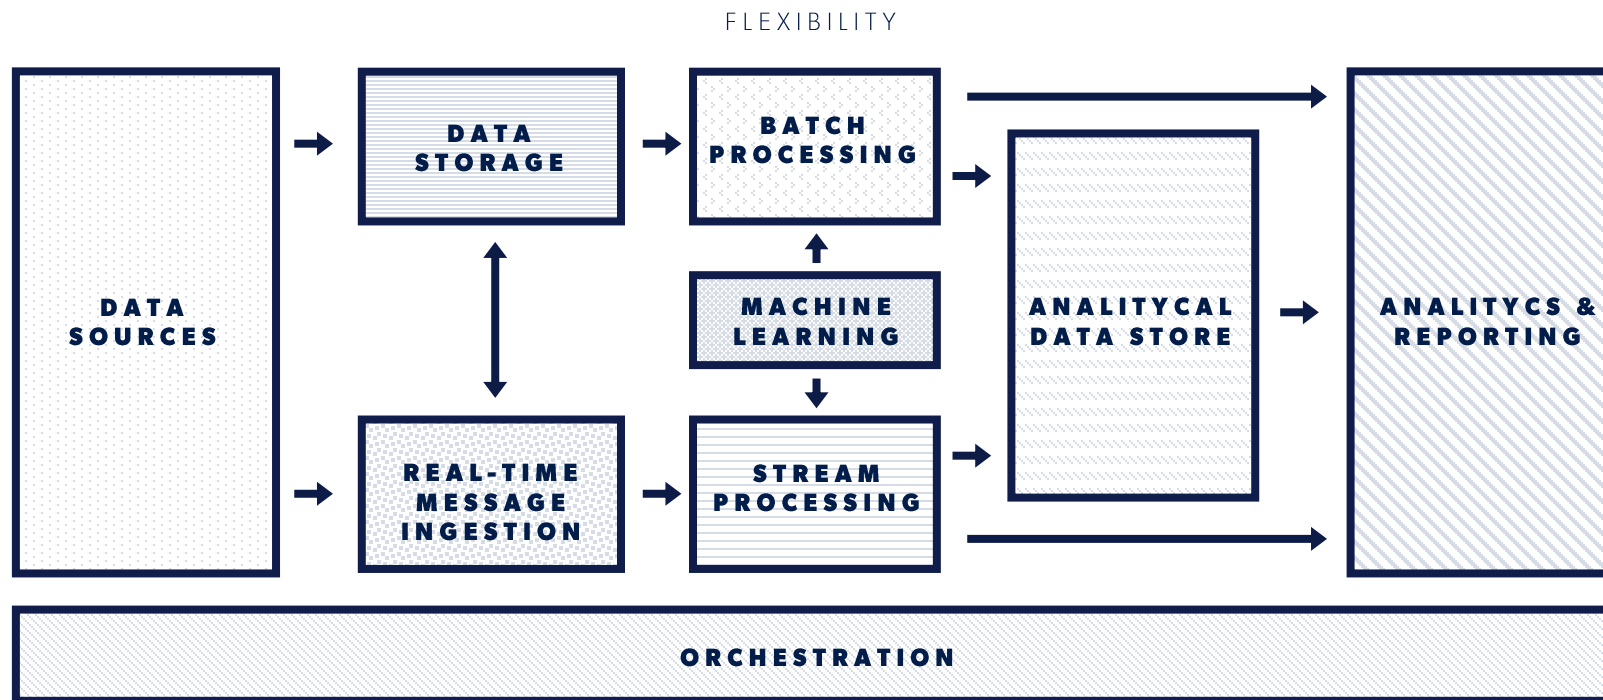 FLEXIBILITY
DATA
SOURCES
DATA
STORAGE
REAL-TIME
MESSAGE
INGESTION
BATCH
PROCESSING
MACHINE
LEARNING
STREAM
PROCESSING
ANALITYCAL
DATA STORE
ANALITYCS &
REPORTING
ORCHESTRATION